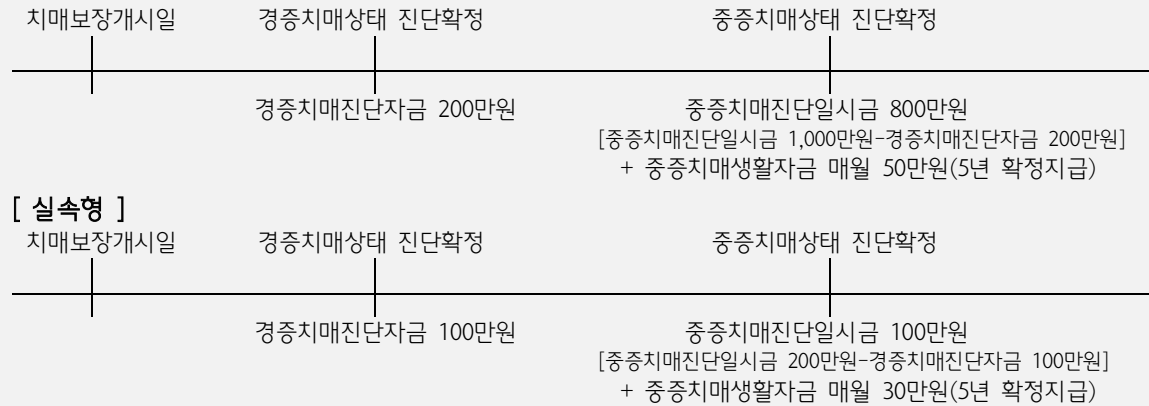 치매보장개시일 경증치매상태 진단확정 중증치매상태 진단확정
경증치매진단자금 200만원 중증치매진단일시금 800만원
[중증치매진단일시금 1,000만원-경증치매진단자금 200만원]
+ 중증치매생활자금 매월 50만원(5년 확정지급)
[ 실속형 ]
치매보장개시일 경증치매상태 진단확정 중증치매상태 진단확정
경증치매진단자금 100만원 중증치매진단일시금 100만원
[중증치매진단일시금 200만원-경증치매진단자금 100만원]
+ 중증치매생활자금 매월 30만원(5년 확정지급)